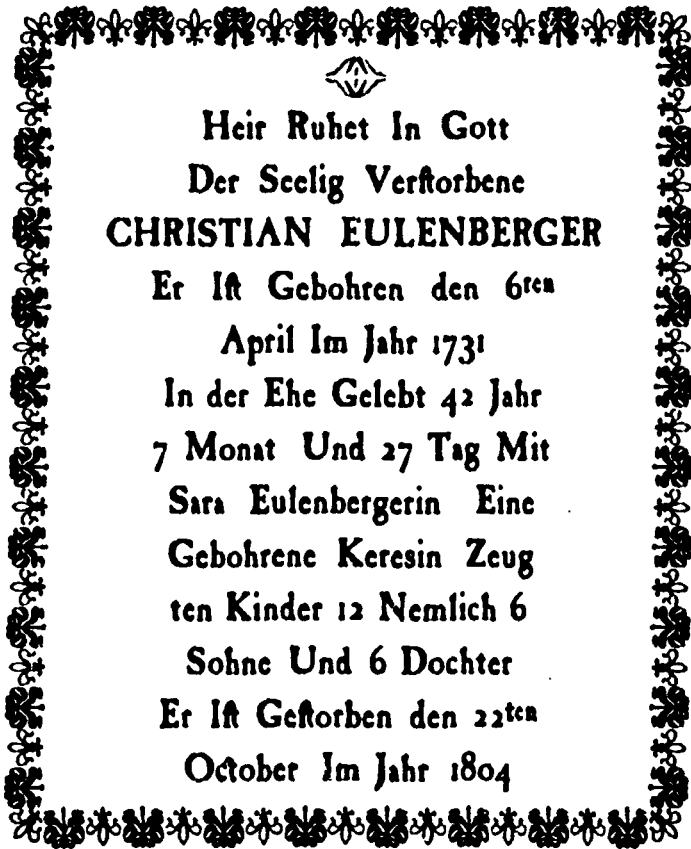 Heir Ruhet In Gott
Der Seelig Verſtorbene
CHRISTIAN EULENBERGER
Er Iſt Gebohren den 6ten
April Im Jahr 1731
In der Ehe Gelebt 42 Jahr
7 Monat Und 27 Tag Mit
Sara Eulenbergerin Eine
Gebohrene Keresin Zeug
ten Kinder 12 Nemlich 6
Sohne Und 6 Dochter
Er Iſt Geſtorben den 22ten
October Im Jahr 1804